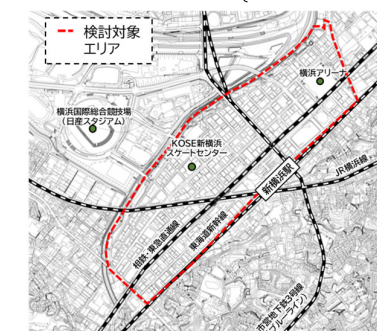 検討対象
エリア
横浜アリーナ
横浜国際総合競技場
（日産スタジアム）
KOSE新横浜
スケートセンター
新横浜駅
JR横浜線
相鉄・東急直通線
東海道新幹線
市営地下鉄3号線
（ブルーライン）